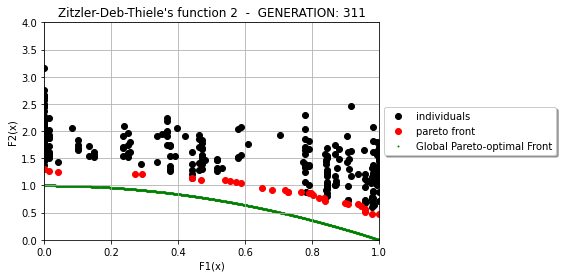 Zitzler-Deb-Thiele's function 2 - GENERATION: 311
4.0
3.5
3.0
2.5
2.0
1.5
1.0
0.5
0.0
F2(x)
0.0 0.2 0.4 0.6 0.8 1.0
F1(x)
individuals
pareto front
Global Pareto-optimal Front